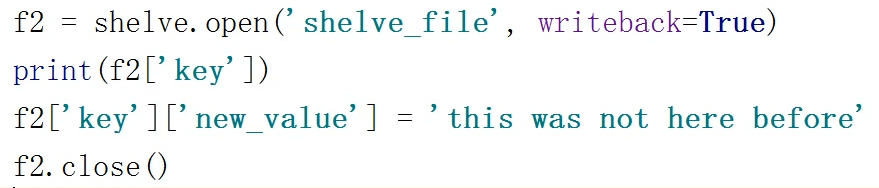 f2 = shelve.open('shelve_file', writeback=True)
print(f2['key'])
f2['key']['new_value'] = 'this was not here before'
f2.close()